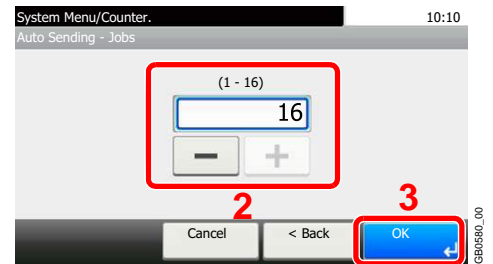 System Menu/Counter. 10:10
Auto Sending - Jobs
(1 - 16)
16
2
3
Cancel < Back OK
GB0580_00